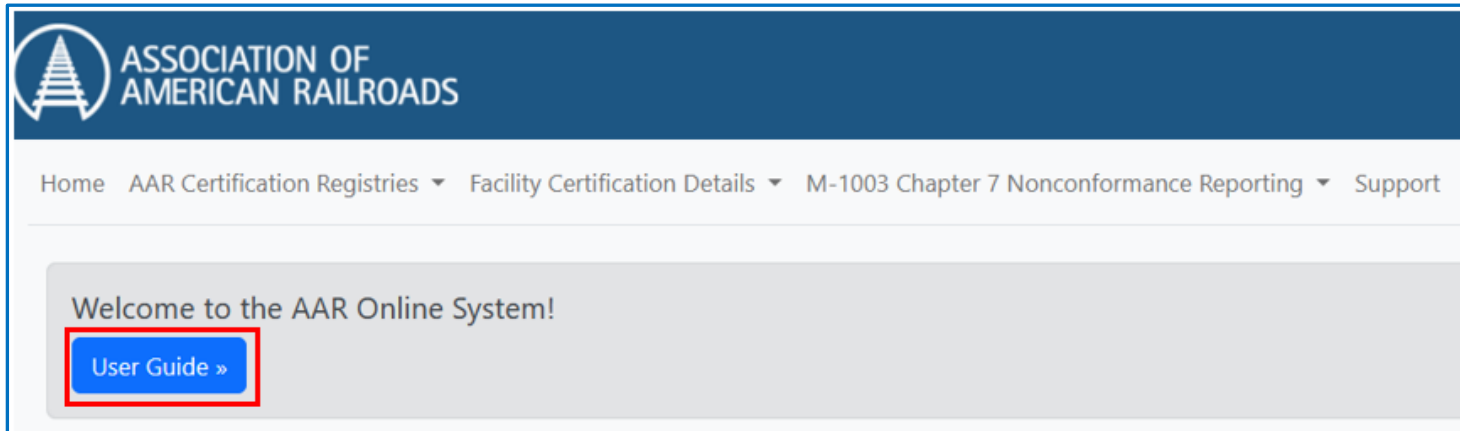 ASSOCIATION OF
AMERICAN RAILROADS
Home AAR Certification Registries Facility Certification Details M-1003 Chapter 7 Nonconformance Reporting Support
Welcome to the AAR Online System!
User Guide »